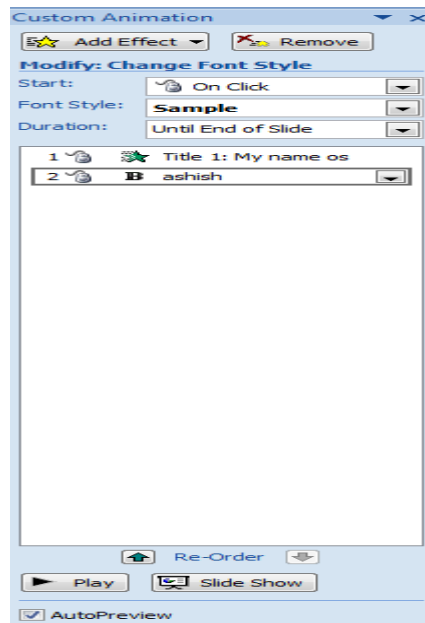 Custom Animation
Add Effect Remove
Modify: Change Font Style
Start: On Click
Font Style: Sample
Duration: Until End of Slide
1 Title 1: My name os
2 B ashish
Re-Order
Play Slide Show
AutoPreview